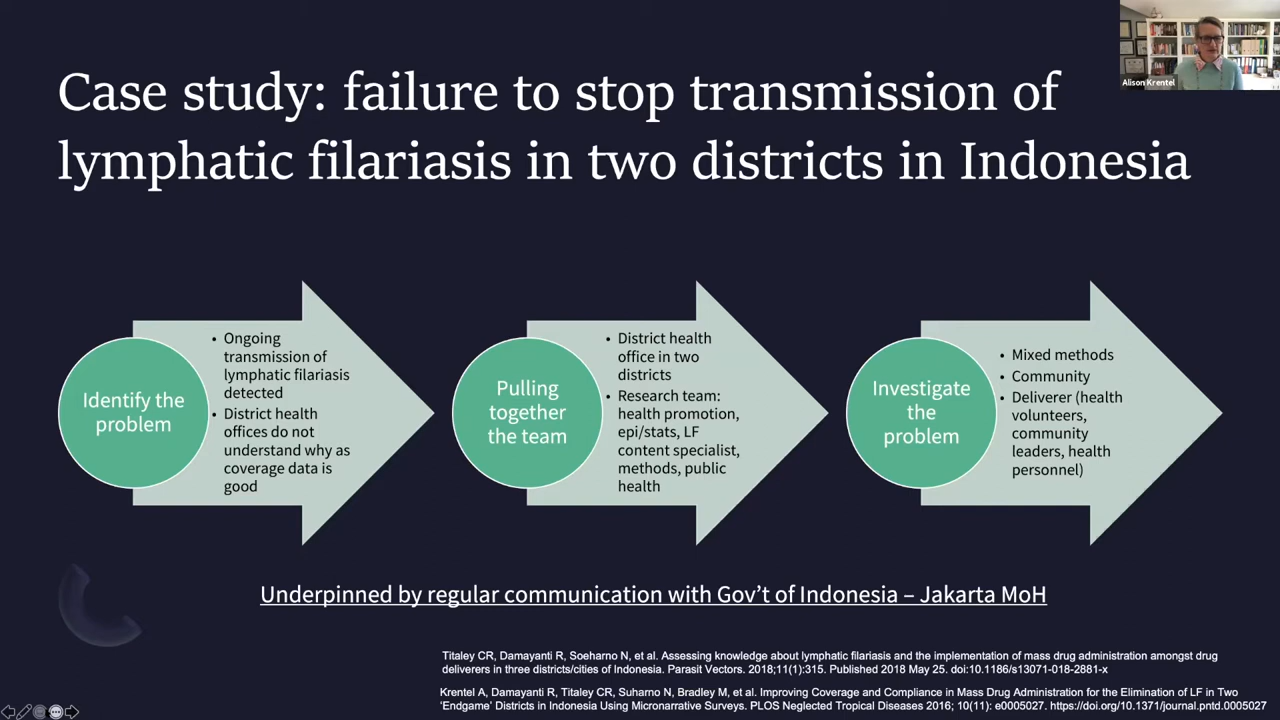 Alison Krentel
Case study: failure to stop transmission of
lymphatic filariasis in two districts in Indonesia
Identify the
problem
• Ongoing
transmission of
lymphatic filariasis
detected
• District health
offices do not
understand why as
coverage data is
good
Pulling
together
the team
• District health
office in two
districts
• Research team:
health promotion,
epi/stats, LF
content specialist,
methods, public
health
Investigate
the
problem
• Mixed methods
• Community
• Deliverer (health
volunteers,
community
leaders, health
personnel)
Underpinned by regular communication with Gov't of Indonesia – Jakarta MoH
Titaley CR, Damayanti R, Soeharno N, et al. Assessing knowledge about lymphatic filariasis and the implementation of mass drug administration amongst drug
deliverers in three districts/cities of Indonesia. Parasit Vectors. 2018;11(1):315. Published 2018 May 25. doi:10.1186/s13071-018-2881-x
Krentel A, Damayanti R, Titaley CR, Suharno N, Bradley M, et al. Improving Coverage and Compliance in Mass Drug Administration for the Elimination of LF in Two
'Endgame' Districts in Indonesia Using Micronarrative Surveys. PLOS Neglected Tropical Diseases 2016; 10(11): e0005027. https://doi.org/10.1371/journal.pntd.0005027